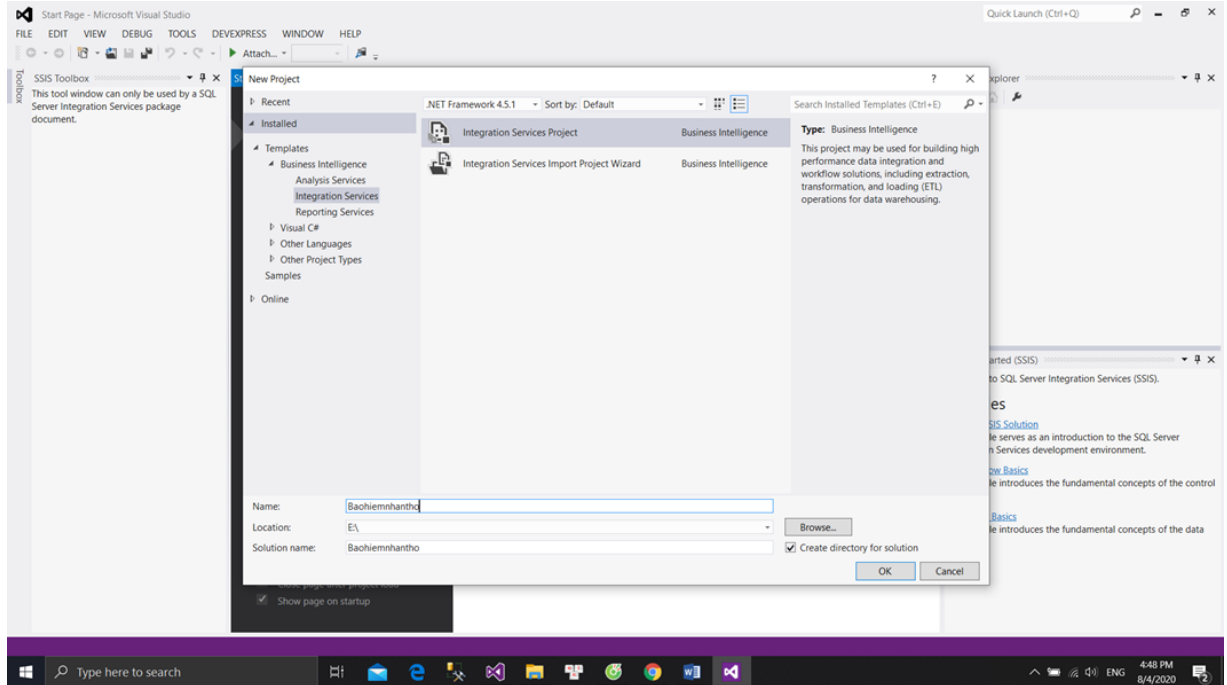 Start Page - Microsoft Visual Studio
Quick Launch (Ctrl+Q)
FILE EDIT VIEW DEBUG TOOLS DEVEXPRESS WINDOW HELP
Attach...
Toolbox
SSIS Toolbox
This tool window can only be used by a SQL
Server Integration Services package
document.
St
New Project
? 
xplorer
Recent
.NET Framework 4.5.1
Sort by: Default
Search Installed Templates (Ctrl+E)
Installed
Templates
Business Intelligence
Analysis Services
Integration Services
Reporting Services
Visual C#
Other Languages
Other Project Types
Samples
Online
Integration Services Project Business Intelligence
Integration Services Import Project Wizard Business Intelligence
Type: Business Intelligence
This project may be used for building high
performance data integration and
workflow solutions, including extraction,
transformation, and loading (ETL)
operations for data warehousing.
arted (SSIS)
to SQL Server Integration Services (SSIS).
es
SIS Solution
le serves as an introduction to the SQL Server
n Services development environment.
ow Basics
le introduces the fundamental concepts of the control
Basics
le introduces the fundamental concepts of the data
Name: Baohiemnhantho
Location: E:\
Browse...
Solution name: Baohiemnhantho
Create directory for solution
OK Cancel
Show page on startup
Type here to search
ENG
4:48 PM
8/4/2020
2